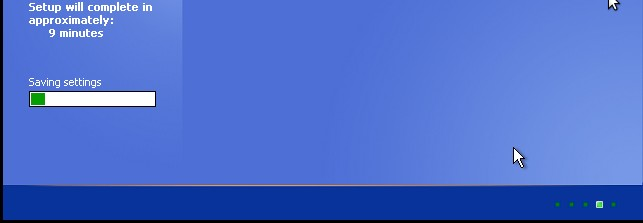 Setup will complete in
approximately:
9 minutes
Saving settings